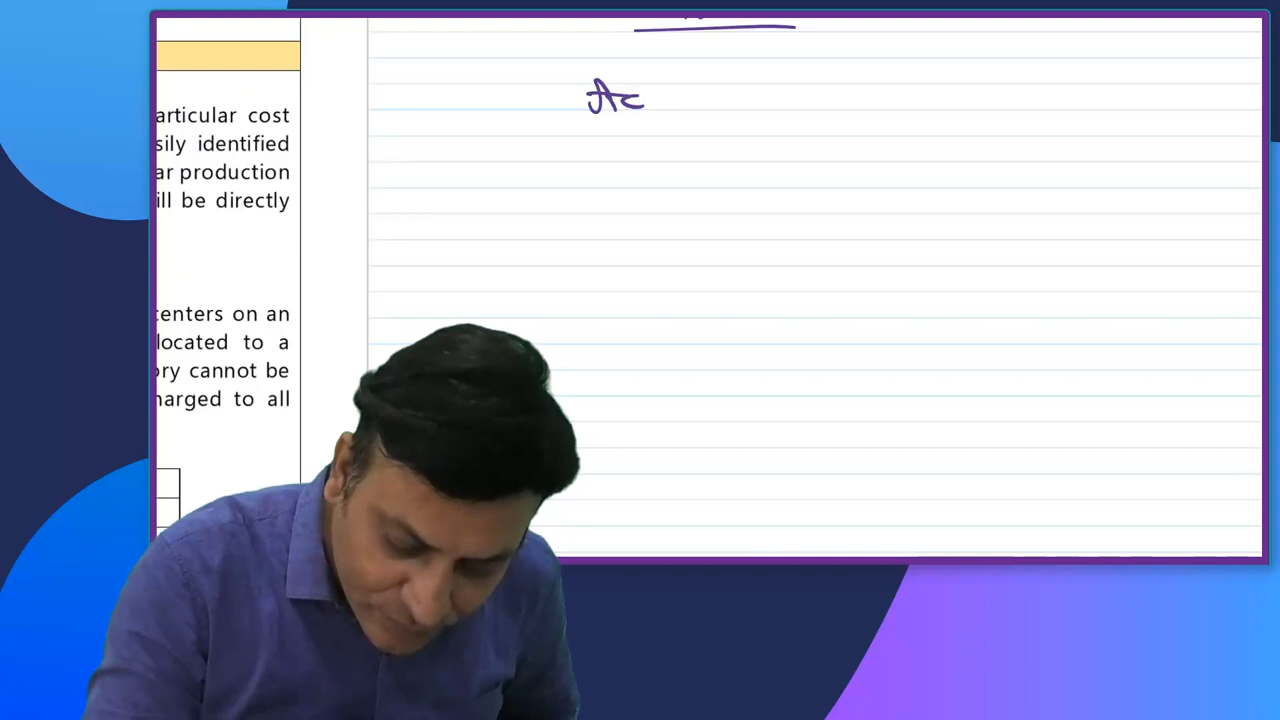 articular cost
sily identified
ar production
ill be directly
centers on an
located to a
ory cannot be
harged to all
Ac